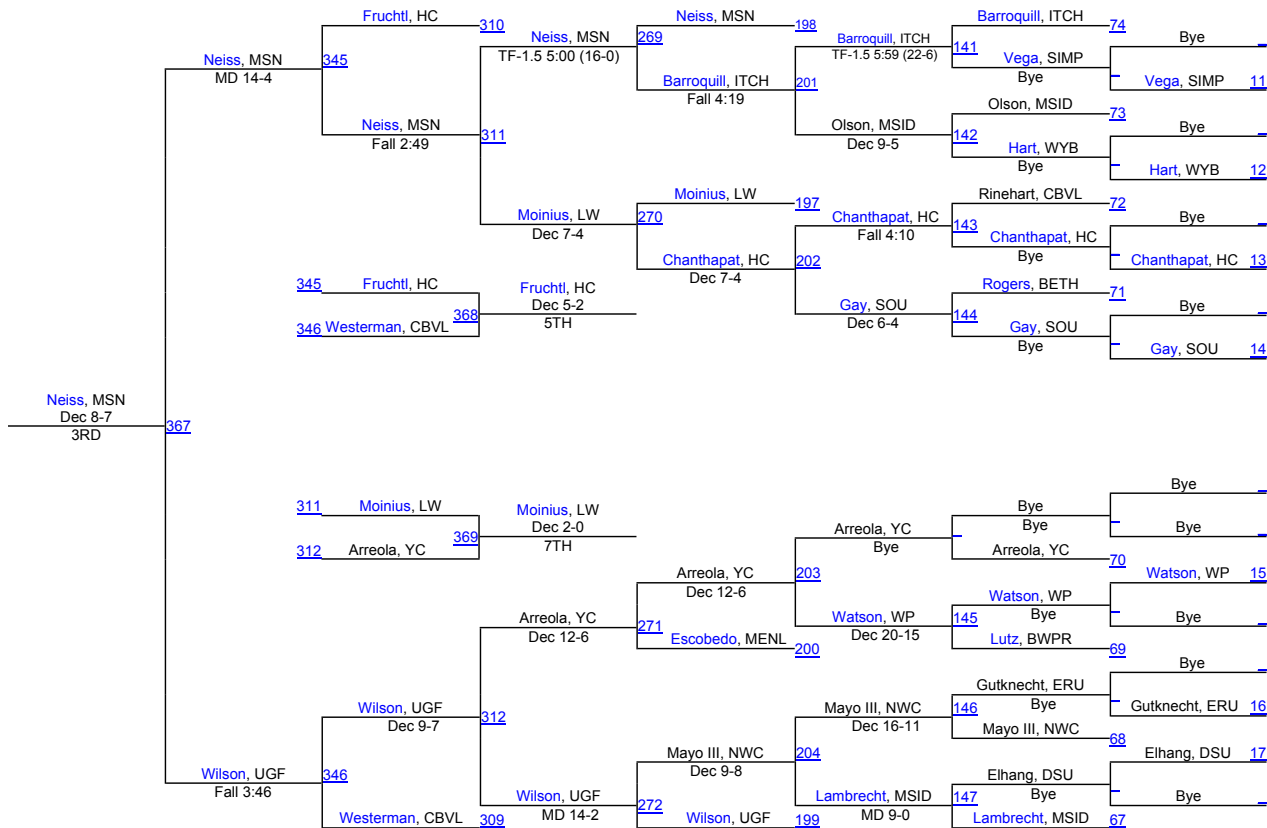 Fruchtl, HC 310
Neiss, MSN 198
Barroquill, ITCH 74
Bye
Neiss, MSN 269
TF-1.5 5:00 (16-0)
Barroquill, ITCH 141
TF-1.5 5:59 (22-6)
Neiss, MSN 345
MD 14-4
Vega, SIMP
Bye
Vega, SIMP 11
Barroquill, ITCH 201
Fall 4:19
Olson, MSID 73
Neiss, MSN 311
Fall 2:49
Olson, MSID 142
Dec 9-5
Bye
Hart, WYB
Bye
Hart, WYB 12
Moinius, LW 197
Rinehart, CBVL 72
Moinius, LW 270
Dec 7-4
Chanthapat, HC 143
Fall 4:10
Bye
Chanthapat, HC
Bye
Chanthapat, HC 202
Dec 7-4
Chanthapat, HC 13
345 Fruchtl, HC
Fruchtl, HC
Dec 5-2
5TH
Rogers, BETH 71
368
Gay, SOU 144
Dec 6-4
Bye
346 Westerman, CBVL
Gay, SOU
Bye
Gay, SOU 14
Neiss, MSN
Dec 8-7
3RD
367
Bye
311 Moinius, LW
Moinius, LW
Dec 2-0
7TH
Bye
Bye
Bye
369
Arreola, YC
Bye
312 Arreola, YC
Arreola, YC 70
Arreola, YC 203
Dec 12-6
Watson, WP 15
Watson, WP
Bye
Arreola, YC 271
Dec 12-6
Watson, WP 145
Dec 20-15
Bye
Escobedo, MENL 200
Lutz, BWPR 69
Bye
Gutknecht, ERU
Bye
Wilson, UGF 312
Dec 9-7
Mayo III, NWC 146
Dec 16-11
Gutknecht, ERU 16
Mayo III, NWC 68
Mayo III, NWC 204
Dec 9-8
Elhang, DSU 17
Wilson, UGF 346
Fall 3:46
Elhang, DSU
Bye
Wilson, UGF 272
MD 14-2
Lambrecht, MSID 147
MD 9-0
Bye
Westerman, CBVL 309
Wilson, UGF 199
Lambrecht, MSID 67